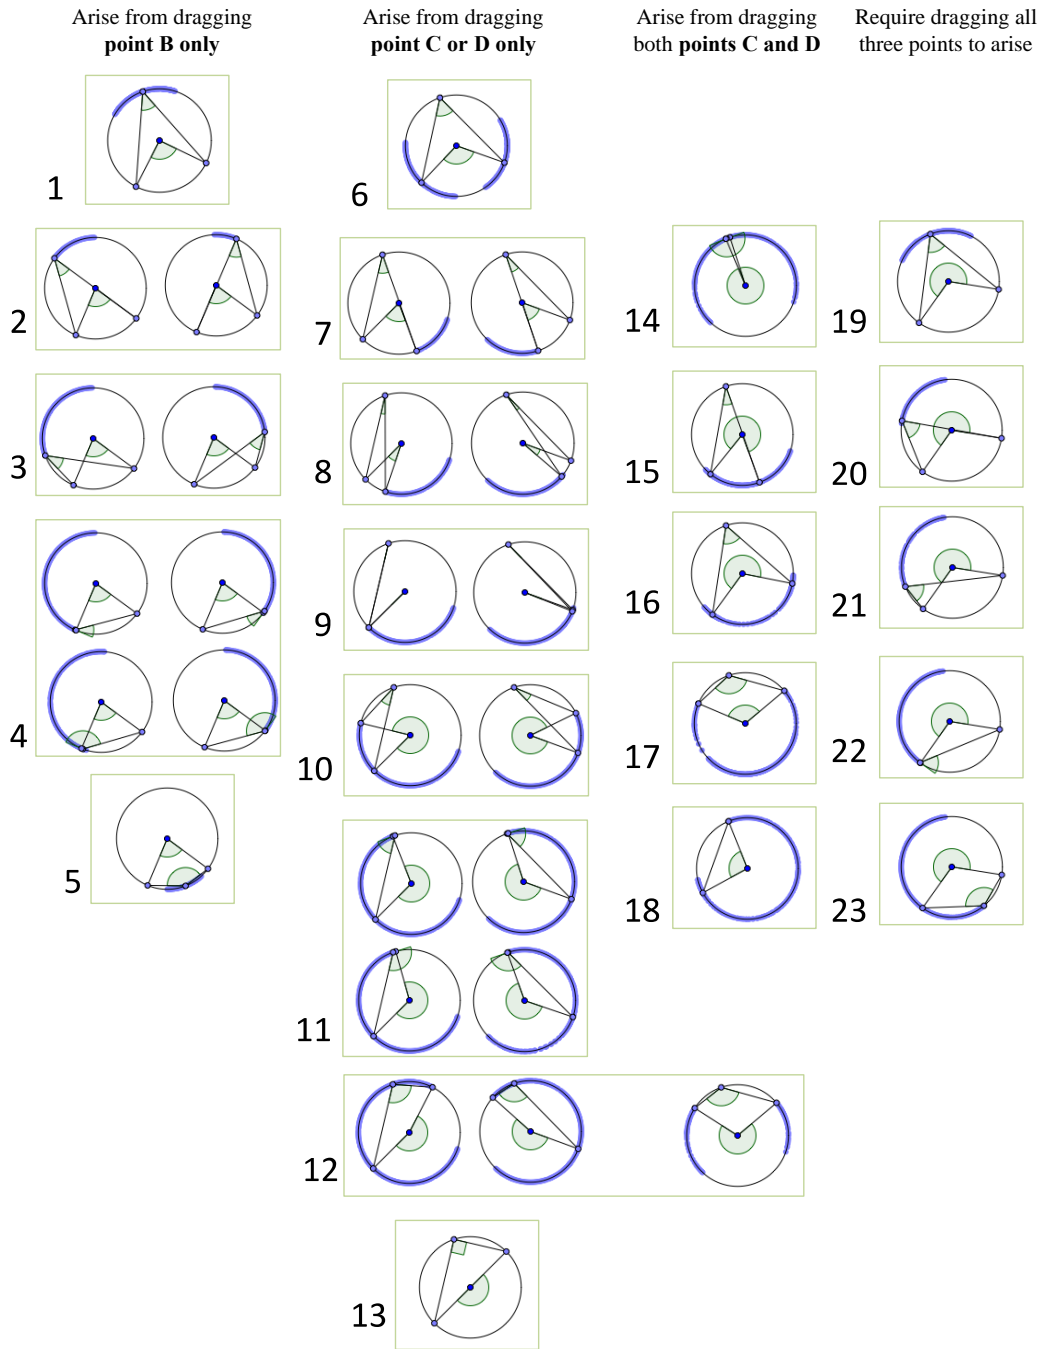 Arise from dragging
point B only
Arise from dragging
point C or D only
Arise from dragging
both points C and D
Require dragging all
three points to arise
1
6
2
7
14
19
3
8
15
20
4
9
16
21
10
17
22
5
11
18
23
12
13